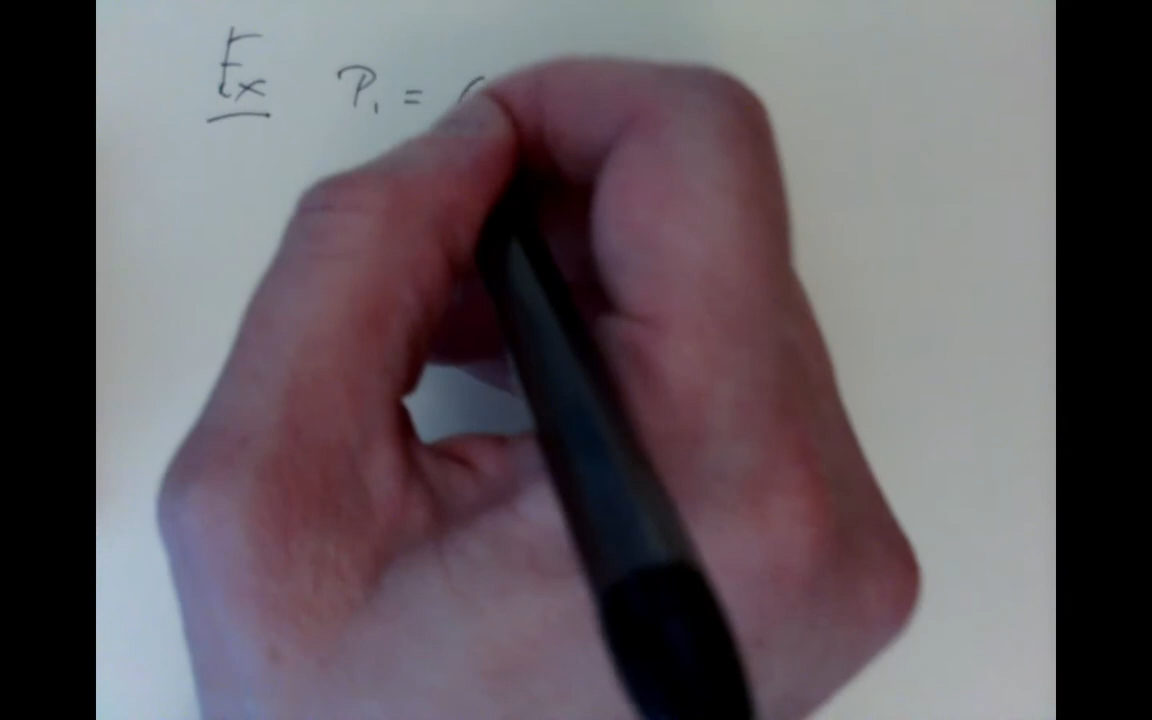 Ex P₁ = (